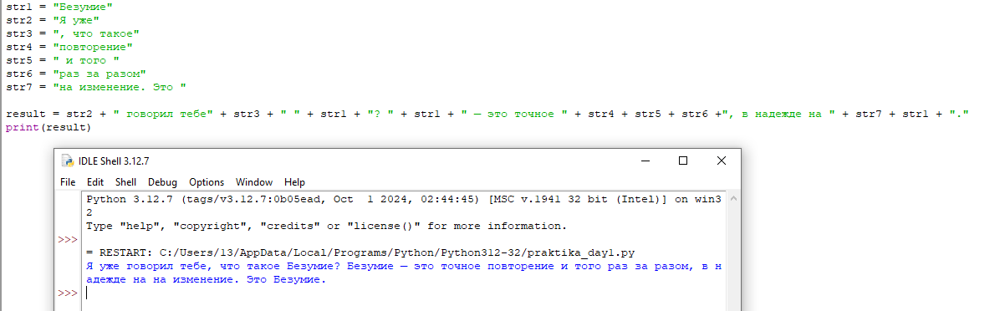 str1 = "Безумие"
str2 = "Я уже"
str3 = ", что такое"
str4 = "повторение"
str5 = " и того "
str6 = "раз за разом"
str7 = "на изменение. Это "
result = str2 + " говорил тебе" + str3 + " " + str1 + "? " + str1 + " — это точное " + str4 + str5 + str6 +", в надежде на " + str7 + str1 + "."
print(result)
IDLE Shell 3.12.7
File Edit Shell Debug Options Window Help
Python 3.12.7 (tags/v3.12.7:0b05ead, Oct  1 2024, 02:44:45) [MSC v.1941 32 bit (Intel)] on win3
2
Type "help", "copyright", "credits" or "license()" for more information.
>>>
= RESTART: C:/Users/13/AppData/Local/Programs/Python/Python312-32/praktika_day1.py
Я уже говорил тебе, что такое Безумие? Безумие — это точное повторение и того раз за разом, в н
адежде на на изменение. Это Безумие.
>>>